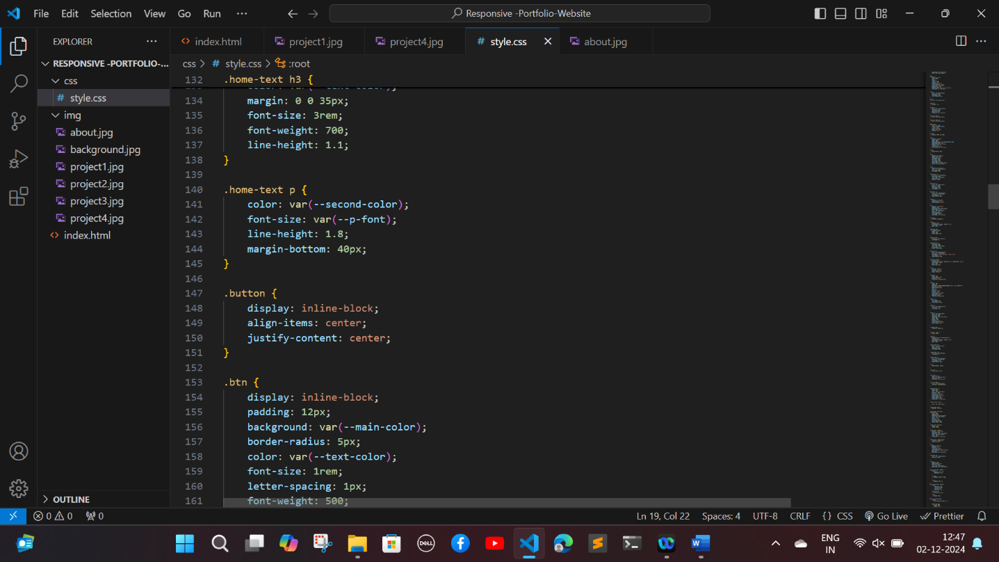 File Edit Selection View Go Run ··· Responsive -Portfolio-Website
EXPLORER ···
index.html project1.jpg project4.jpg # style.css about.jpg
RESPONSIVE -PORTFOLIO-...
css
# style.css
img
about.jpg
background.jpg
project1.jpg
project2.jpg
project3.jpg
project4.jpg
index.html
OUTLINE
css > # style.css > :root
132 .home-text h3 {
134 margin: 0 0 35px;
135 font-size: 3rem;
136 font-weight: 700;
137 line-height: 1.1;
138 }
139
140 .home-text p {
141 color: var(--second-color);
142 font-size: var(--p-font);
143 line-height: 1.8;
144 margin-bottom: 40px;
145 }
146
147 .button {
148 display: inline-block;
149 align-items: center;
150 justify-content: center;
151 }
152
153 .btn {
154 display: inline-block;
155 padding: 12px;
156 background: var(--main-color);
157 border-radius: 5px;
158 color: var(--text-color);
159 font-size: 1rem;
160 letter-spacing: 1px;
161 font-weight: 500;
0 0 0 Ln 19, Col 22 Spaces: 4 UTF-8 CRLF {} CSS Go Live Prettier
DELL
ENG
IN
12:47
02-12-2024